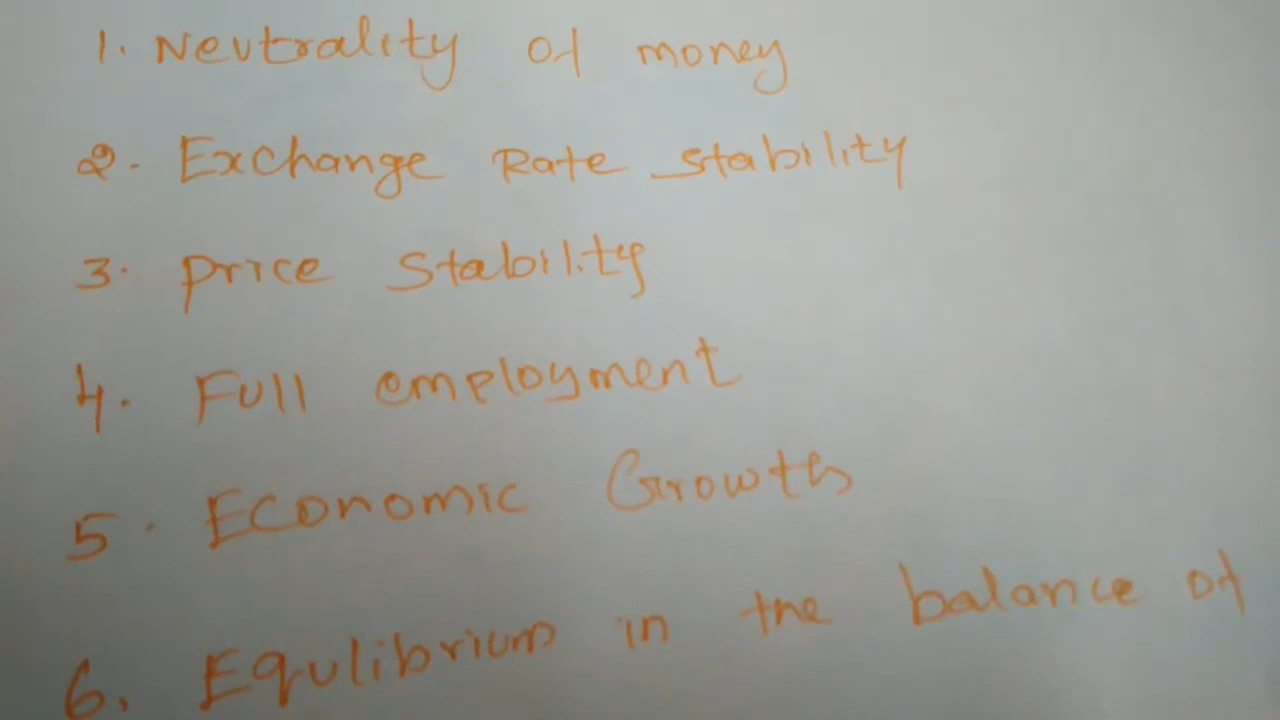 1. Neutrality of money
2. Exchange Rate stability
3. Price Stability
4. Full employment
5. Economic Growth
6. Equlibrium in the balance of